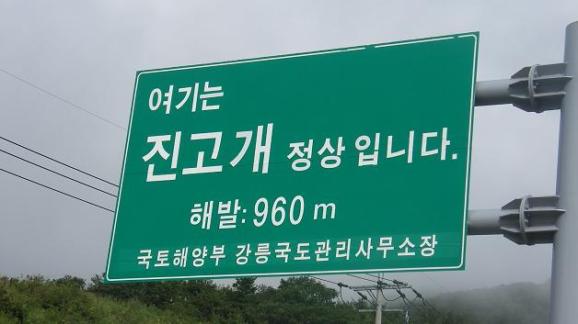 여기는
진고개 정상 입니다.
해발: 960 m
국토해양부 강릉국도관리사무소장